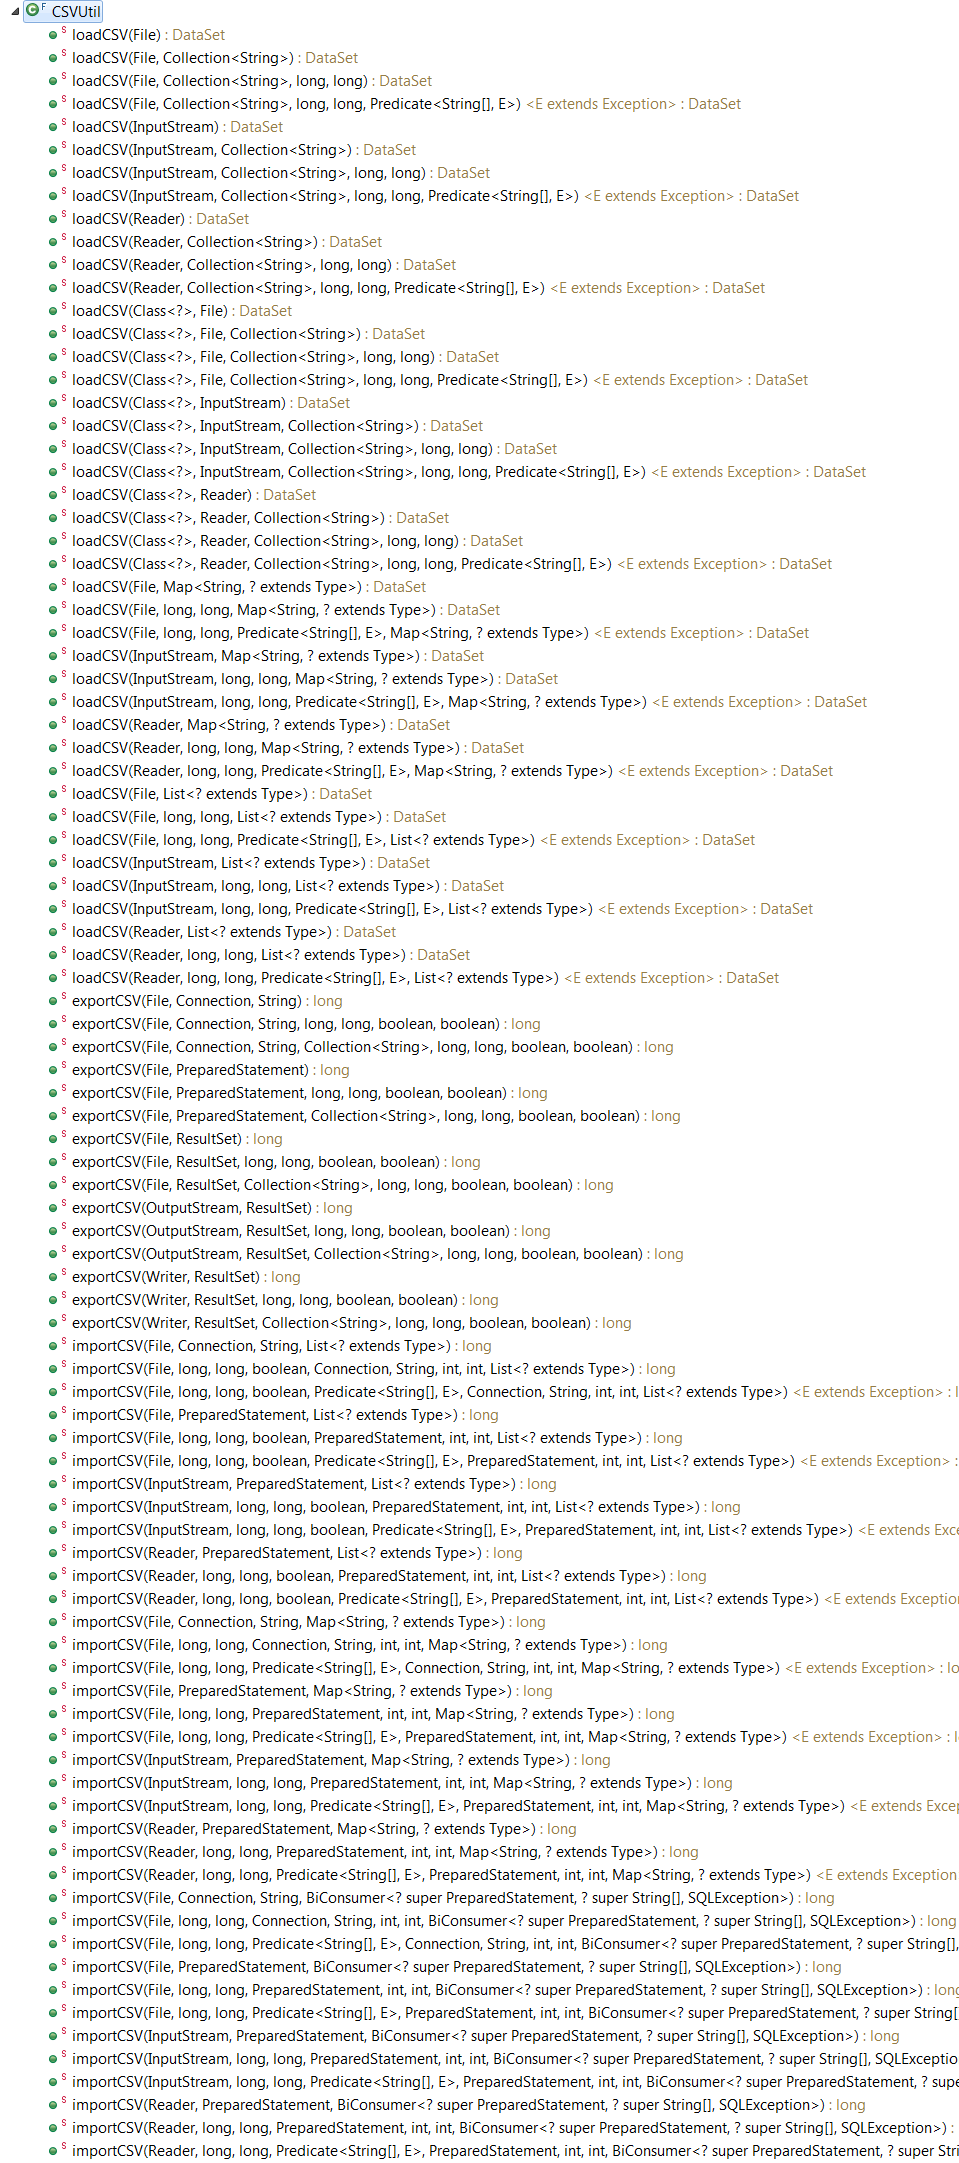 CSVUtil
loadCSV(File) : DataSet
loadCSV(File, Collection<String>) : DataSet
loadCSV(File, Collection<String>, long, long) : DataSet
loadCSV(File, Collection<String>, long, long, Predicate<String[], E>) <E extends Exception> : DataSet
loadCSV(InputStream) : DataSet
loadCSV(InputStream, Collection<String>) : DataSet
loadCSV(InputStream, Collection<String>, long, long) : DataSet
loadCSV(InputStream, Collection<String>, long, long, Predicate<String[], E>) <E extends Exception> : DataSet
loadCSV(Reader) : DataSet
loadCSV(Reader, Collection<String>) : DataSet
loadCSV(Reader, Collection<String>, long, long) : DataSet
loadCSV(Reader, Collection<String>, long, long, Predicate<String[], E>) <E extends Exception> : DataSet
loadCSV(Class<?>, File) : DataSet
loadCSV(Class<?>, File, Collection<String>) : DataSet
loadCSV(Class<?>, File, Collection<String>, long, long) : DataSet
loadCSV(Class<?>, File, Collection<String>, long, long, Predicate<String[], E>) <E extends Exception> : DataSet
loadCSV(Class<?>, InputStream) : DataSet
loadCSV(Class<?>, InputStream, Collection<String>) : DataSet
loadCSV(Class<?>, InputStream, Collection<String>, long, long) : DataSet
loadCSV(Class<?>, InputStream, Collection<String>, long, long, Predicate<String[], E>) <E extends Exception> : DataSet
loadCSV(Class<?>, Reader) : DataSet
loadCSV(Class<?>, Reader, Collection<String>) : DataSet
loadCSV(Class<?>, Reader, Collection<String>, long, long) : DataSet
loadCSV(Class<?>, Reader, Collection<String>, long, long, Predicate<String[], E>) <E extends Exception> : DataSet
loadCSV(File, Map<String, ? extends Type>) : DataSet
loadCSV(File, long, long, Map<String, ? extends Type>) : DataSet
loadCSV(File, long, long, Predicate<String[], E>, Map<String, ? extends Type>) <E extends Exception> : DataSet
loadCSV(InputStream, Map<String, ? extends Type>) : DataSet
loadCSV(InputStream, long, long, Map<String, ? extends Type>) : DataSet
loadCSV(InputStream, long, long, Predicate<String[], E>, Map<String, ? extends Type>) <E extends Exception> : DataSet
loadCSV(Reader, Map<String, ? extends Type>) : DataSet
loadCSV(Reader, long, long, Map<String, ? extends Type>) : DataSet
loadCSV(Reader, long, long, Predicate<String[], E>, Map<String, ? extends Type>) <E extends Exception> : DataSet
loadCSV(File, List<? extends Type>) : DataSet
loadCSV(File, long, long, List<? extends Type>) : DataSet
loadCSV(File, long, long, Predicate<String[], E>, List<? extends Type>) <E extends Exception> : DataSet
loadCSV(InputStream, List<? extends Type>) : DataSet
loadCSV(InputStream, long, long, List<? extends Type>) : DataSet
loadCSV(InputStream, long, long, Predicate<String[], E>, List<? extends Type>) <E extends Exception> : DataSet
loadCSV(Reader, List<? extends Type>) : DataSet
loadCSV(Reader, long, long, List<? extends Type>) : DataSet
loadCSV(Reader, long, long, Predicate<String[], E>, List<? extends Type>) <E extends Exception> : DataSet
exportCSV(File, Connection, String) : long
exportCSV(File, Connection, String, long, long, boolean, boolean) : long
exportCSV(File, Connection, String, Collection<String>, long, long, boolean, boolean) : long
exportCSV(File, PreparedStatement) : long
exportCSV(File, PreparedStatement, long, long, boolean, boolean) : long
exportCSV(File, PreparedStatement, Collection<String>, long, long, boolean, boolean) : long
exportCSV(File, ResultSet) : long
exportCSV(File, ResultSet, long, long, boolean, boolean) : long
exportCSV(File, ResultSet, Collection<String>, long, long, boolean, boolean) : long
exportCSV(OutputStream, ResultSet) : long
exportCSV(OutputStream, ResultSet, long, long, boolean, boolean) : long
exportCSV(OutputStream, ResultSet, Collection<String>, long, long, boolean, boolean) : long
exportCSV(Writer, ResultSet) : long
exportCSV(Writer, ResultSet, long, long, boolean, boolean) : long
exportCSV(Writer, ResultSet, Collection<String>, long, long, boolean, boolean) : long
importCSV(File, Connection, String, List<? extends Type>) : long
importCSV(File, long, long, boolean, Connection, String, int, int, List<? extends Type>) : long
importCSV(File, long, long, boolean, Predicate<String[], E>, Connection, String, int, int, List<? extends Type>) <E extends Exception> : l
importCSV(File, PreparedStatement, List<? extends Type>) : long
importCSV(File, long, long, boolean, PreparedStatement, int, int, List<? extends Type>) : long
importCSV(File, long, long, boolean, Predicate<String[], E>, PreparedStatement, int, int, List<? extends Type>) <E extends Exception> :
importCSV(InputStream, PreparedStatement, List<? extends Type>) : long
importCSV(InputStream, long, long, boolean, PreparedStatement, int, int, List<? extends Type>) : long
importCSV(InputStream, long, long, boolean, Predicate<String[], E>, PreparedStatement, int, int, List<? extends Type>) <E extends Exce
importCSV(Reader, PreparedStatement, List<? extends Type>) : long
importCSV(Reader, long, long, boolean, PreparedStatement, int, int, List<? extends Type>) : long
importCSV(Reader, long, long, boolean, Predicate<String[], E>, PreparedStatement, int, int, List<? extends Type>) <E extends Exception
importCSV(File, Connection, String, Map<String, ? extends Type>) : long
importCSV(File, long, long, Connection, String, int, int, Map<String, ? extends Type>) : long
importCSV(File, long, long, Predicate<String[], E>, Connection, String, int, int, Map<String, ? extends Type>) <E extends Exception> : lo
importCSV(File, PreparedStatement, Map<String, ? extends Type>) : long
importCSV(File, long, long, PreparedStatement, int, int, Map<String, ? extends Type>) : long
importCSV(File, long, long, Predicate<String[], E>, PreparedStatement, int, int, Map<String, ? extends Type>) <E extends Exception> : l
importCSV(InputStream, PreparedStatement, Map<String, ? extends Type>) : long
importCSV(InputStream, long, long, PreparedStatement, int, int, Map<String, ? extends Type>) : long
importCSV(InputStream, long, long, Predicate<String[], E>, PreparedStatement, int, int, Map<String, ? extends Type>) <E extends Excep
importCSV(Reader, PreparedStatement, Map<String, ? extends Type>) : long
importCSV(Reader, long, long, PreparedStatement, int, int, Map<String, ? extends Type>) : long
importCSV(Reader, long, long, Predicate<String[], E>, PreparedStatement, int, int, Map<String, ? extends Type>) <E extends Exception
importCSV(File, Connection, String, BiConsumer<? super PreparedStatement, ? super String[], SQLException>) : long
importCSV(File, long, long, Connection, String, int, int, BiConsumer<? super PreparedStatement, ? super String[], SQLException>) : long
importCSV(File, long, long, Predicate<String[], E>, Connection, String, int, int, BiConsumer<? super PreparedStatement, ? super String[],
importCSV(File, PreparedStatement, BiConsumer<? super PreparedStatement, ? super String[], SQLException>) : long
importCSV(File, long, long, PreparedStatement, int, int, BiConsumer<? super PreparedStatement, ? super String[], SQLException>) : long
importCSV(File, long, long, Predicate<String[], E>, PreparedStatement, int, int, BiConsumer<? super PreparedStatement, ? super String[
importCSV(InputStream, PreparedStatement, BiConsumer<? super PreparedStatement, ? super String[], SQLException>) : long
importCSV(InputStream, long, long, PreparedStatement, int, int, BiConsumer<? super PreparedStatement, ? super String[], SQLExceptio
importCSV(InputStream, long, long, Predicate<String[], E>, PreparedStatement, int, int, BiConsumer<? super PreparedStatement, ? supe
importCSV(Reader, PreparedStatement, BiConsumer<? super PreparedStatement, ? super String[], SQLException>) : long
importCSV(Reader, long, long, PreparedStatement, int, int, BiConsumer<? super PreparedStatement, ? super String[], SQLException>) :
importCSV(Reader, long, long, Predicate<String[], E>, PreparedStatement, int, int, BiConsumer<? super PreparedStatement, ? super Stri